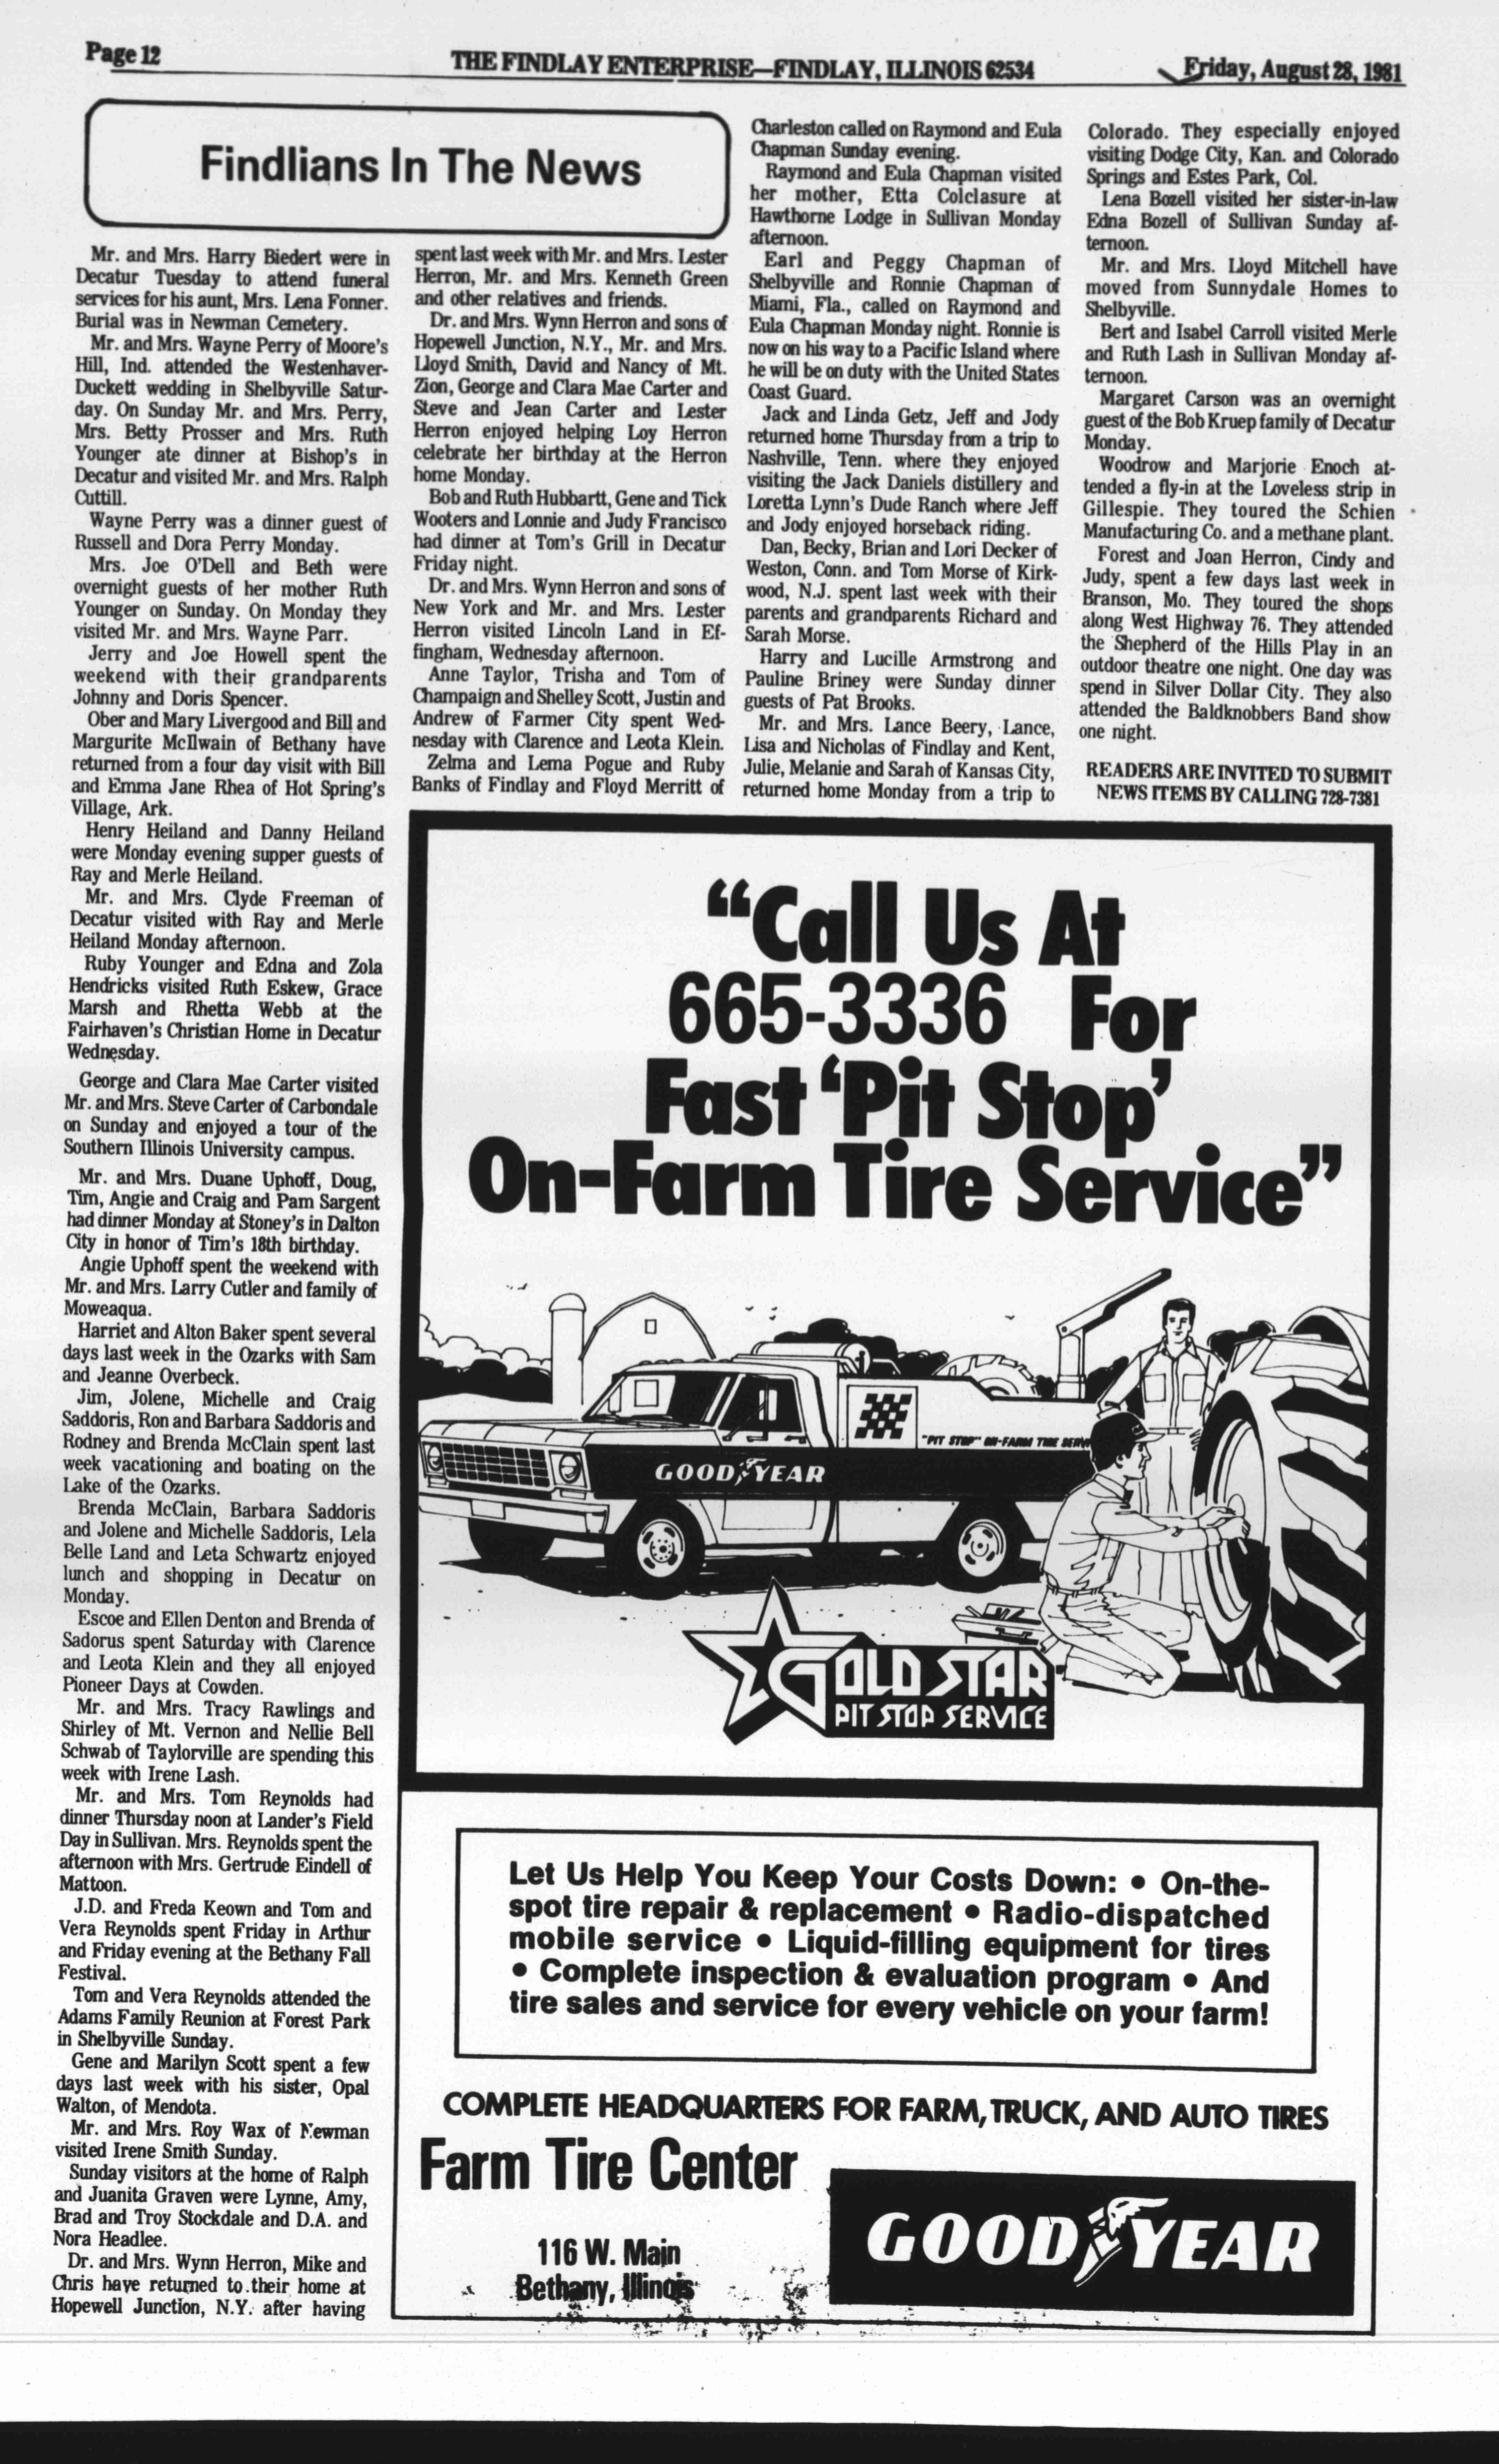 Page 12
THE FINDLAY ENTERPRISE—FINDLAY, ILLINOIS 62534
Friday, August 28, 1981
Findlians In The News
Mr. and Mrs. Harry Biedert were in
Decatur Tuesday to attend funeral
services for his aunt, Mrs. Lena Fonner.
Burial was in Newman Cemetery.
Mr. and Mrs. Wayne Perry of Moore's
Hill, Ind. attended the Westenhaver-
Duckett wedding in Shelbyville Satur-
day. On Sunday Mr. and Mrs. Perry,
Mrs. Betty Prosser and Mrs. Ruth
Younger ate dinner at Bishop's in
Decatur and visited Mr. and Mrs. Ralph
Cuttill.
Wayne Perry was a dinner guest of
Russell and Dora Perry Monday.
Mrs. Joe O'Dell and Beth were
overnight guests of her mother Ruth
Younger on Sunday. On Monday they
visited Mr. and Mrs. Wayne Parr.
Jerry and Joe Howell spent the
weekend with their grandparents
Johnny and Doris Spencer.
Ober and Mary Livergood and Bill and
Margurite McIlwain of Bethany have
returned from a four day visit with Bill
and Emma Jane Rhea of Hot Spring's
Village, Ark.
Henry Heiland and Danny Heiland
were Monday evening supper guests of
Ray and Merle Heiland.
Mr. and Mrs. Clyde Freeman of
Decatur visited with Ray and Merle
Heiland Monday afternoon.
Ruby Younger and Edna and Zola
Hendricks visited Ruth Eskew, Grace
Marsh and Rhetta Webb at the
Fairhaven's Christian Home in Decatur
Wednesday.
George and Clara Mae Carter visited
Mr. and Mrs. Steve Carter of Carbondale
on Sunday and enjoyed a tour of the
Southern Illinois University campus.
Mr. and Mrs. Duane Uphoff, Doug,
Tim, Angie and Craig and Pam Sargent
had dinner Monday at Stoney's in Dalton
City in honor of Tim's 18th birthday.
Angie Uphoff spent the weekend with
Mr. and Mrs. Larry Cutler and family of
Moweaqua.
Harriet and Alton Baker spent several
days last week in the Ozarks with Sam
and Jeanne Overbeck.
Jim, Jolene, Michelle and Craig
Saddoris, Ron and Barbara Saddoris and
Rodney and Brenda McClain spent last
week vacationing and boating on the
Lake of the Ozarks.
Brenda McClain, Barbara Saddoris
and Jolene and Michelle Saddoris, Lela
Belle Land and Leta Schwartz enjoyed
lunch and shopping in Decatur on
Monday.
Escoe and Ellen Denton and Brenda of
Sadorus spent Saturday with Clarence
and Leota Klein and they all enjoyed
Pioneer Days at Cowden.
Mr. and Mrs. Tracy Rawlings and
Shirley of Mt. Vernon and Nellie Bell
Schwab of Taylorville are spending this
week with Irene Lash.
Mr. and Mrs. Tom Reynolds had
dinner Thursday noon at Lander's Field
Day in Sullivan. Mrs. Reynolds spent the
afternoon with Mrs. Gertrude Eindell of
Mattoon.
J.D. and Freda Keown and Tom and
Vera Reynolds spent Friday in Arthur
and Friday evening at the Bethany Fall
Festival.
Tom and Vera Reynolds attended the
Adams Family Reunion at Forest Park
in Shelbyville Sunday.
Gene and Marilyn Scott spent a few
days last week with his sister, Opal
Walton, of Mendota.
Mr. and Mrs. Roy Wax of Newman
visited Irene Smith Sunday.
Sunday visitors at the home of Ralph
and Juanita Graven were Lynne, Amy,
Brad and Troy Stockdale and D.A. and
Nora Headlee.
Dr. and Mrs. Wynn Herron, Mike and
Chris have returned to their home at
Hopewell Junction, N.Y. after having
spent last week with Mr. and Mrs. Lester
Herron, Mr. and Mrs. Kenneth Green
and other relatives and friends.
Dr. and Mrs. Wynn Herron and sons of
Hopewell Junction, N.Y., Mr. and Mrs.
Lloyd Smith, David and Nancy of Mt.
Zion, George and Clara Mae Carter and
Steve and Jean Carter and Lester
Herron enjoyed helping Loy Herron
celebrate her birthday at the Herron
home Monday.
Bob and Ruth Hubbartt, Gene and Tick
Wooters and Lonnie and Judy Francisco
had dinner at Tom's Grill in Decatur
Friday night.
Dr. and Mrs. Wynn Herron and sons of
New York and Mr. and Mrs. Lester
Herron visited Lincoln Land in Ef-
fingham, Wednesday afternoon.
Anne Taylor, Trisha and Tom of
Champaign and Shelley Scott, Justin and
Andrew of Farmer City spent Wed-
nesday with Clarence and Leota Klein.
Zelma and Lema Pogue and Ruby
Banks of Findlay and Floyd Merritt of
Charleston called on Raymond and Eula
Chapman Sunday evening.
Raymond and Eula Chapman visited
her mother, Etta Colclasure at
Hawthorne Lodge in Sullivan Monday
afternoon.
Earl and Peggy Chapman of
Shelbyville and Ronnie Chapman of
Miami, Fla., called on Raymond and
Eula Chapman Monday night. Ronnie is
now on his way to a Pacific Island where
he will be on duty with the United States
Coast Guard.
Jack and Linda Getz, Jeff and Jody
returned home Thursday from a trip to
Nashville, Tenn. where they enjoyed
visiting the Jack Daniels distillery and
Loretta Lynn's Dude Ranch where Jeff
and Jody enjoyed horseback riding.
Dan, Becky, Brian and Lori Decker of
Weston, Conn. and Tom Morse of Kirk-
wood, N.J. spent last week with their
parents and grandparents Richard and
Sarah Morse.
Harry and Lucille Armstrong and
Pauline Briney were Sunday dinner
guests of Pat Brooks.
Mr. and Mrs. Lance Beery, Lance,
Lisa and Nicholas of Findlay and Kent,
Julie, Melanie and Sarah of Kansas City,
returned home Monday from a trip to
Colorado. They especially enjoyed
visiting Dodge City, Kan. and Colorado
Springs and Estes Park, Col.
Lena Bozell visited her sister-in-law
Edna Bozell of Sullivan Sunday af-
ternoon.
Mr. and Mrs. Lloyd Mitchell have
moved from Sunnydale Homes to
Shelbyville.
Bert and Isabel Carroll visited Merle
and Ruth Lash in Sullivan Monday af-
ternoon.
Margaret Carson was an overnight
guest of the Bob Kruep family of Decatur
Monday.
Woodrow and Marjorie Enoch at-
tended a fly-in at the Loveless strip in
Gillespie. They toured the Schien
Manufacturing Co. and a methane plant.
Forest and Joan Herron, Cindy and
Judy, spent a few days last week in
Branson, Mo. They toured the shops
along West Highway 76. They attended
the Shepherd of the Hills Play in an
outdoor theatre one night. One day was
spend in Silver Dollar City. They also
attended the Baldknobbers Band show
one night.
READERS ARE INVITED TO SUBMIT
NEWS ITEMS BY CALLING 728-7381
“Call Us At
665-3336 For
Fast ‘Pit Stop’
On-Farm Tire Service”
"PIT STOP" ON-FARM TIRE SERV
GOODYEAR
GOLD STAR
PIT STOP SERVICE
Let Us Help You Keep Your Costs Down: • On-the-
spot tire repair & replacement • Radio-dispatched
mobile service • Liquid-filling equipment for tires
• Complete inspection & evaluation program • And
tire sales and service for every vehicle on your farm!
COMPLETE HEADQUARTERS FOR FARM, TRUCK, AND AUTO TIRES
Farm Tire Center
116 W. Main
Bethany, Illinois
GOODYEAR